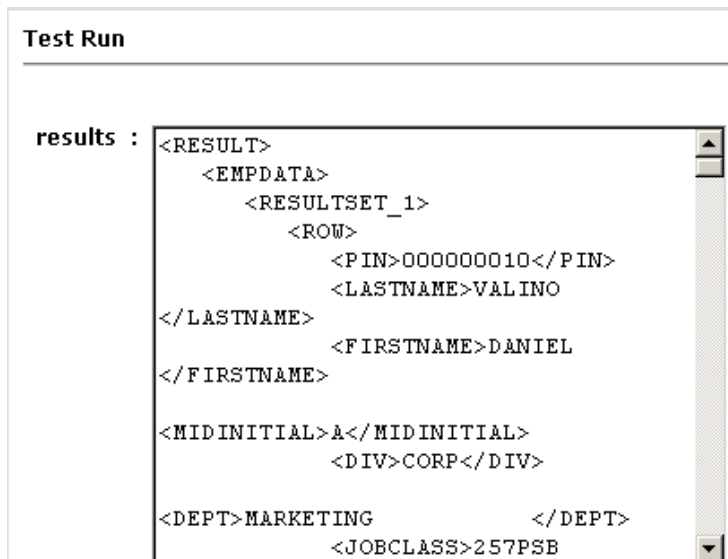 Test Run
results :
<RESULT>
<EMPDATA>
<RESULTSET_1>
<ROW>
<PIN>000000010</PIN>
<LASTNAME>VALINO
</LASTNAME>
<FIRSTNAME>DANIEL
</FIRSTNAME>
<MIDINITIAL>A</MIDINITIAL>
<DIV>CORP</DIV>
<DEPT>MARKETING </DEPT>
<JOBCLASS>257PSB